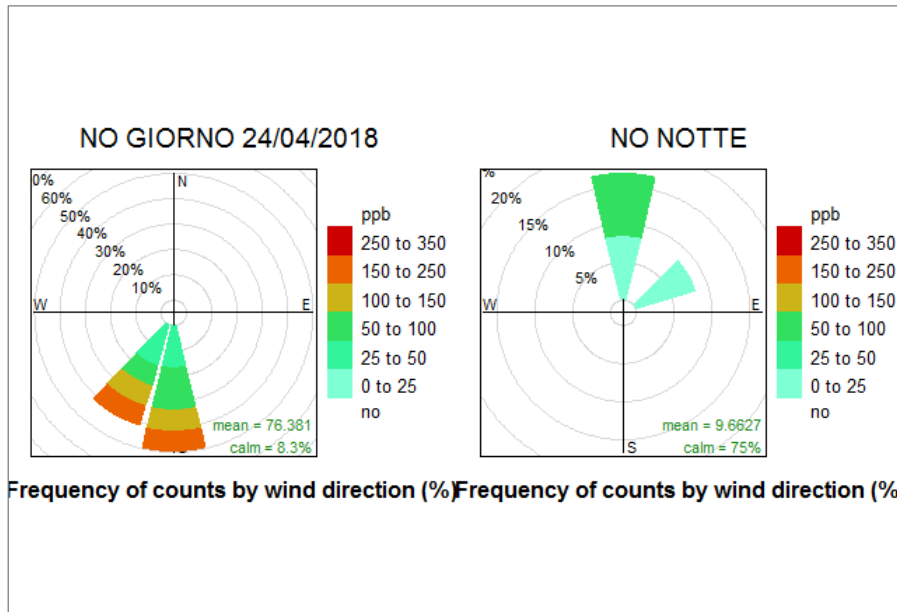 NO GIORNO 24/04/2018
0%
60%
50%
40%
30%
20%
10%
N
W
E
mean = 76.381
calm = 8.3%
ppb
250 to 350
150 to 250
100 to 150
50 to 100
25 to 50
0 to 25
no
Frequency of counts by wind direction (%)
NO NOTTE
%
20%
15%
10%
5%
W
E
S
mean = 9.6627
calm = 75%
ppb
250 to 350
150 to 250
100 to 150
50 to 100
25 to 50
0 to 25
no
Frequency of counts by wind direction (%